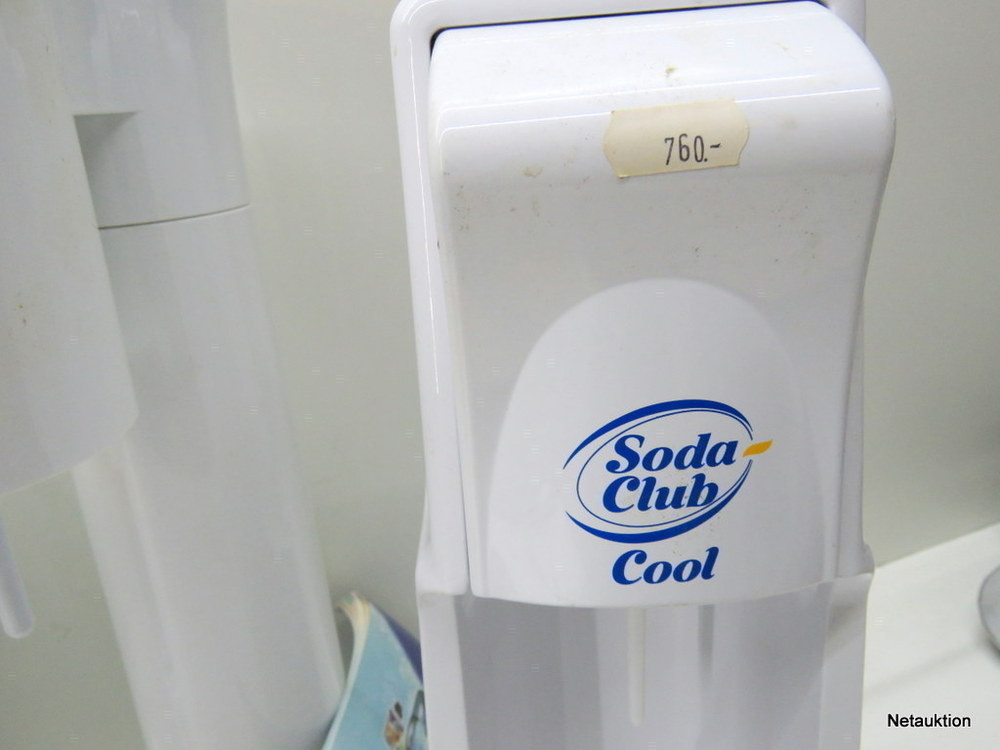 760.-
Soda
Club
Cool
Netauktion